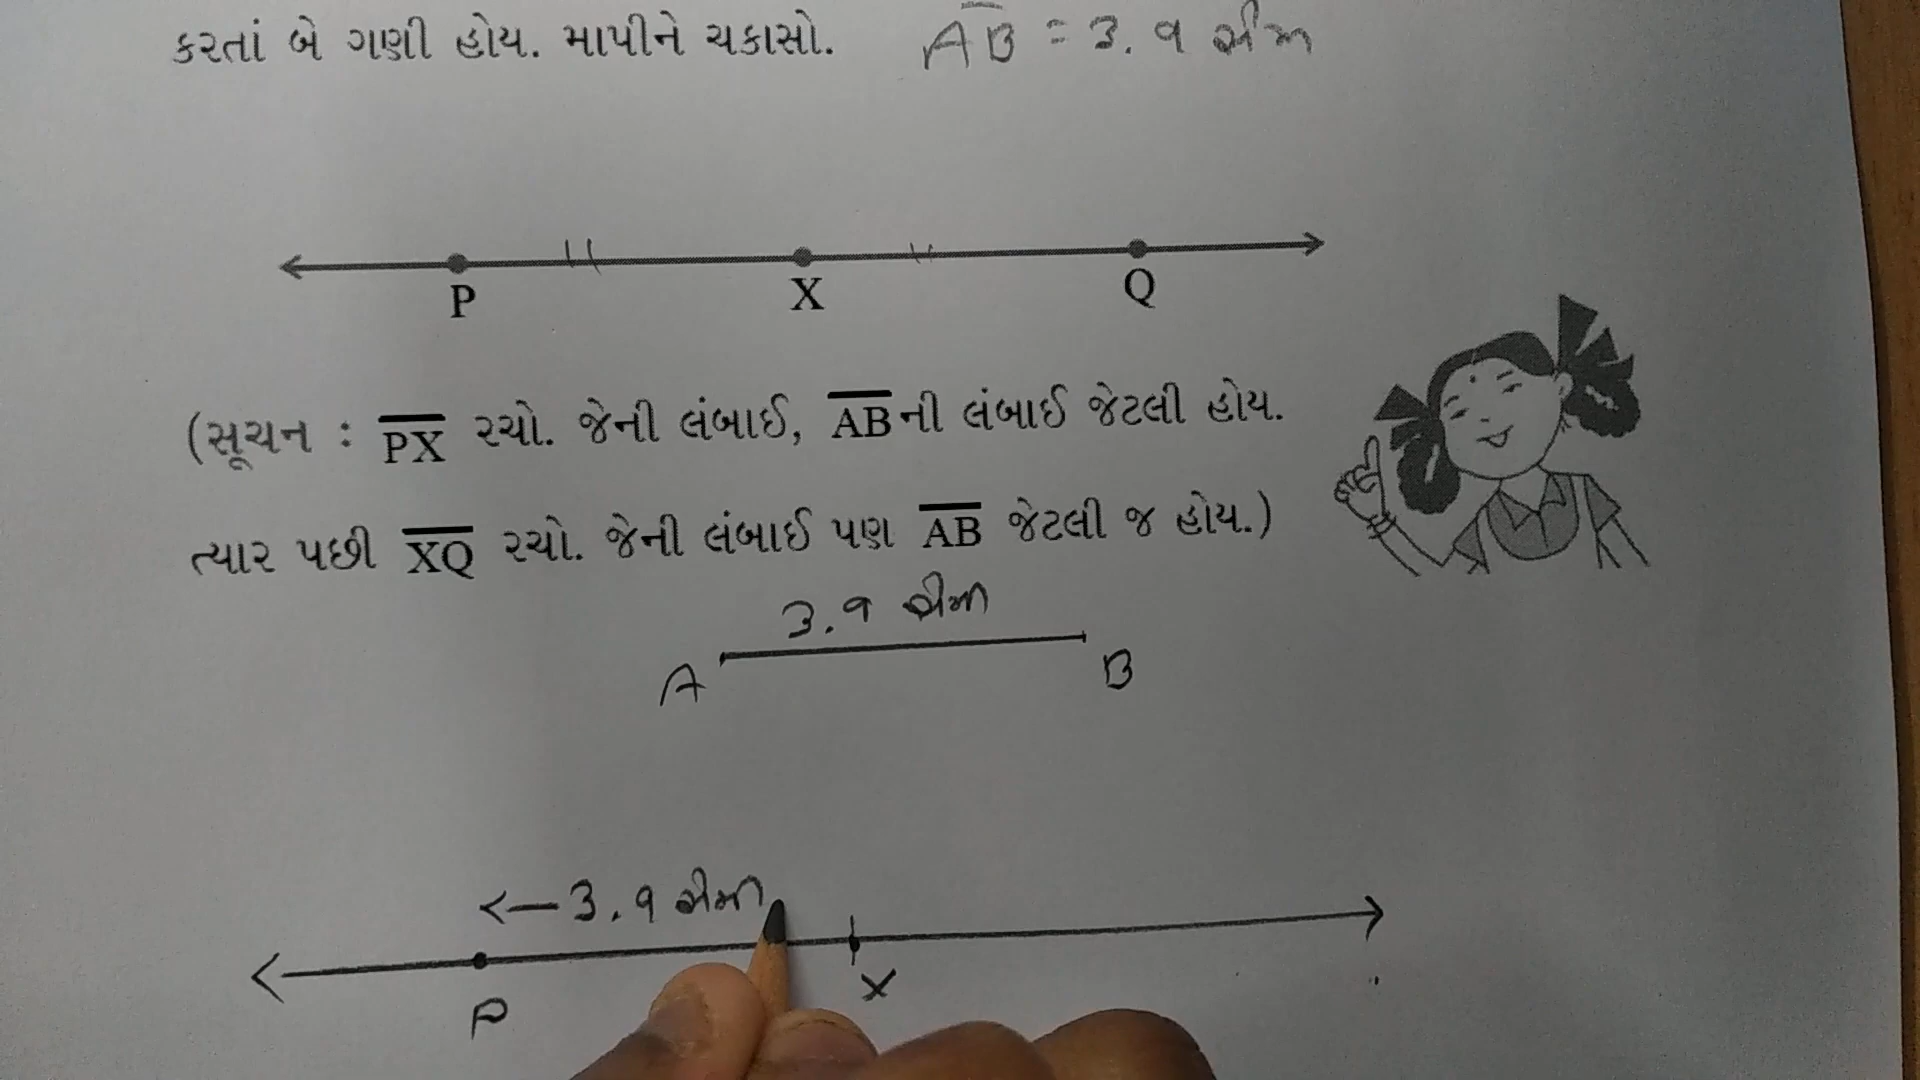 કરતાં બે ગણી હોય. માપીને ચકાસો. AB = 3.9 સેમી
P X Q
(સૂચન : PX રચો. જેની લંબાઈ, ABની લંબાઈ જેટલી હોય.
ત્યાર પછી XQ રચો. જેની લંબાઈ પણ AB જેટલી જ હોય.)
3.9 સેમી
A B
3.9 સેમી
P X